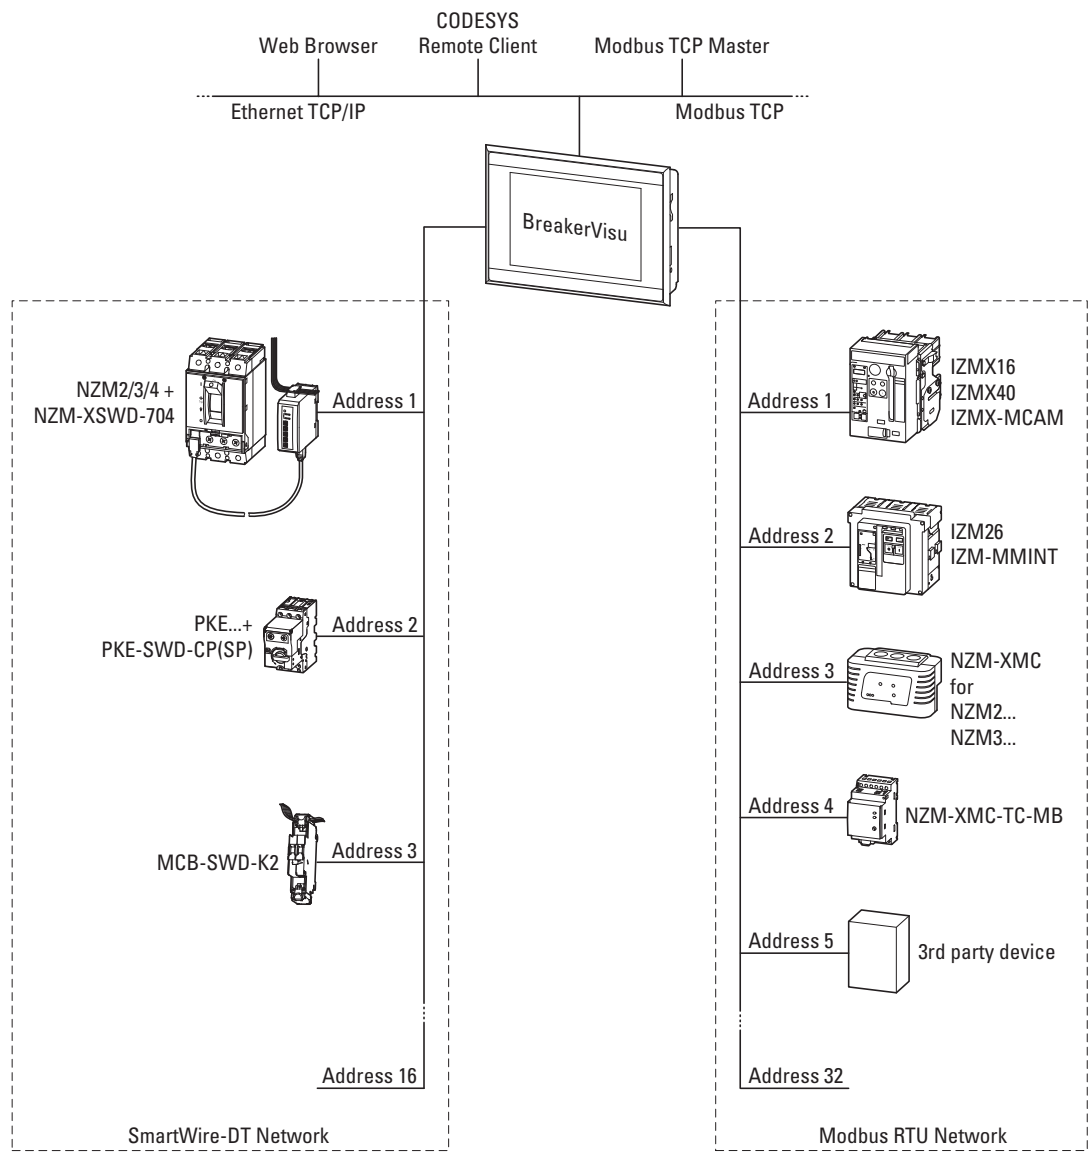 CODESYS
Web Browser Remote Client Modbus TCP Master
Ethernet TCP/IP Modbus TCP
BreakerVisu
NZM2/3/4 +
NZM-XSWD-704
Address 1
PKE...+
PKE-SWD-CP(SP)
Address 2
MCB-SWD-K2
Address 3
Address 16
SmartWire-DT Network
Address 1
IZMX16
IZMX40
IZMX-MCAM
Address 2
IZM26
IZM-MMINT
Address 3
NZM-XMC
for
NZM2...
NZM3...
Address 4
NZM-XMC-TC-MB
Address 5
3rd party device
Address 32
Modbus RTU Network